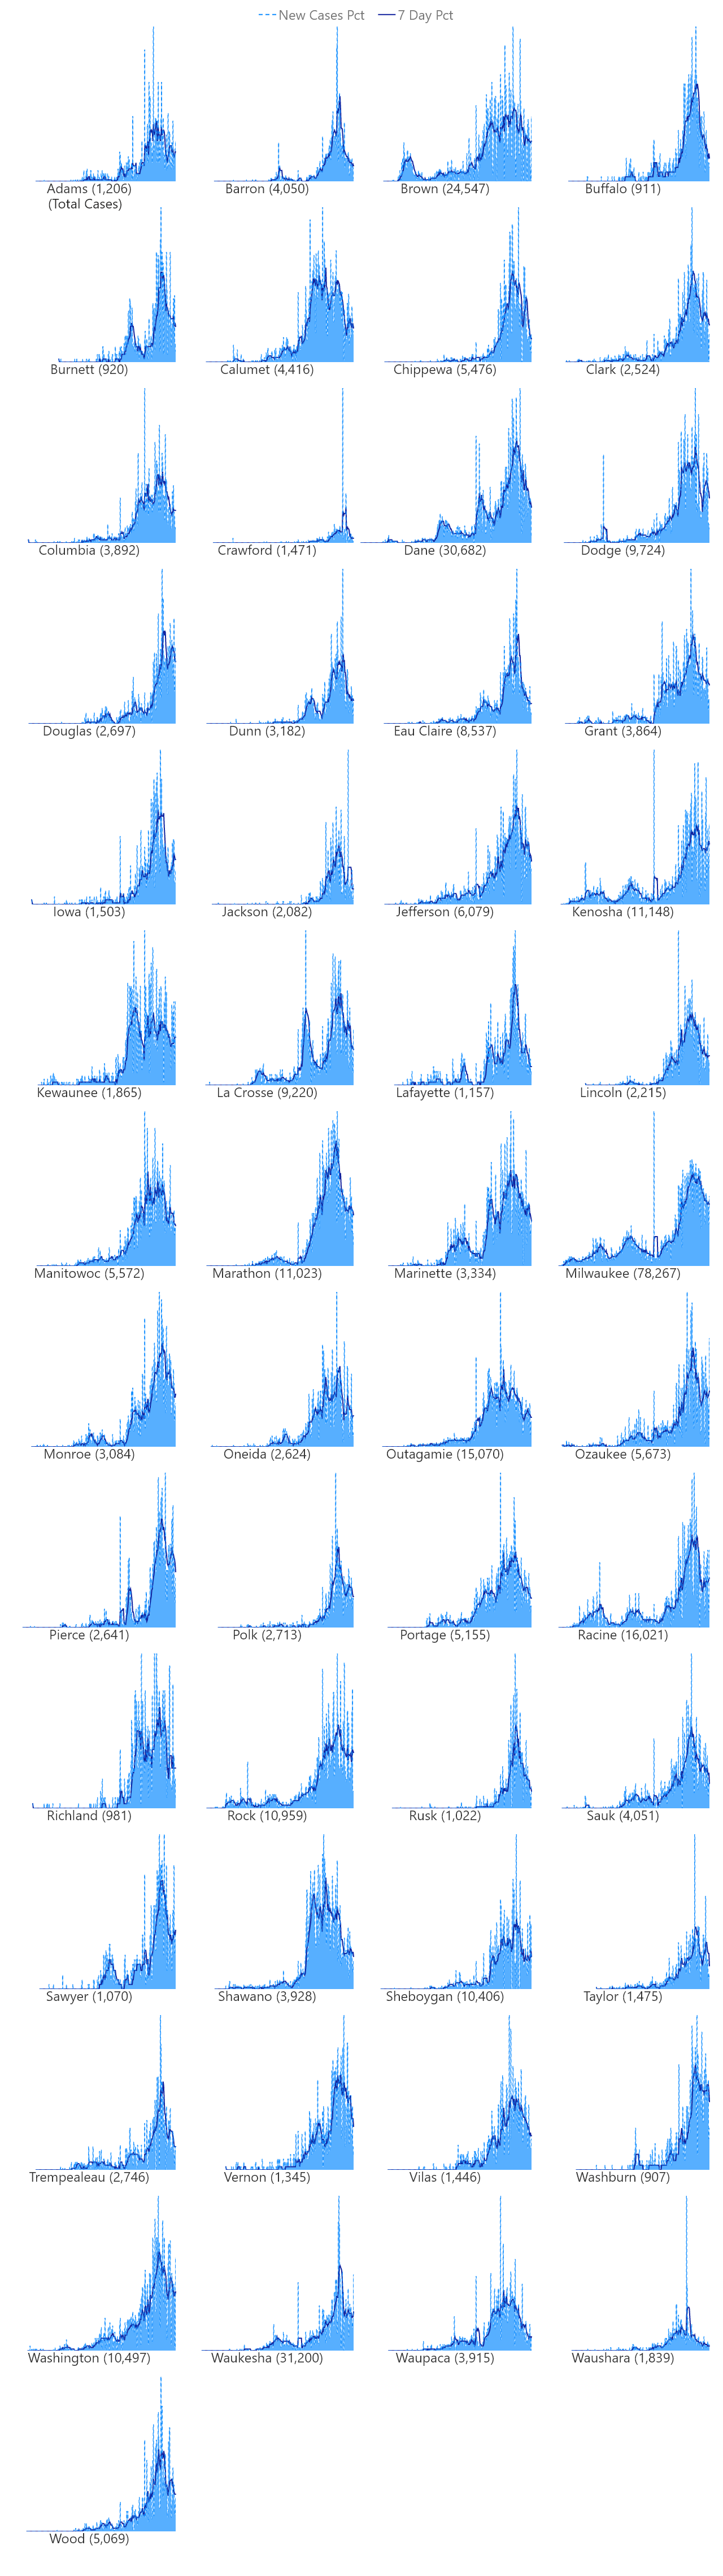 New Cases Pct 7 Day Pct
Adams (1,206) Barron (4,050) Brown (24,547) Buffalo (911)
(Total Cases)
Burnett (920) Calumet (4,416) Chippewa (5,476) Clark (2,524)
Columbia (3,892) Crawford (1,471) Dane (30,682) Dodge (9,724)
Douglas (2,697) Dunn (3,182) Eau Claire (8,537) Grant (3,864)
Iowa (1,503) Jackson (2,082) Jefferson (6,079) Kenosha (11,148)
Kewaunee (1,865) La Crosse (9,220) Lafayette (1,157) Lincoln (2,215)
Manitowoc (5,572) Marathon (11,023) Marinette (3,334) Milwaukee (78,267)
Monroe (3,084) Oneida (2,624) Outagamie (15,070) Ozaukee (5,673)
Pierce (2,641) Polk (2,713) Portage (5,155) Racine (16,021)
Richland (981) Rock (10,959) Rusk (1,022) Sauk (4,051)
Sawyer (1,070) Shawano (3,928) Sheboygan (10,406) Taylor (1,475)
Trempealeau (2,746) Vernon (1,345) Vilas (1,446) Washburn (907)
Washington (10,497) Waukesha (31,200) Waupaca (3,915) Waushara (1,839)
Wood (5,069)